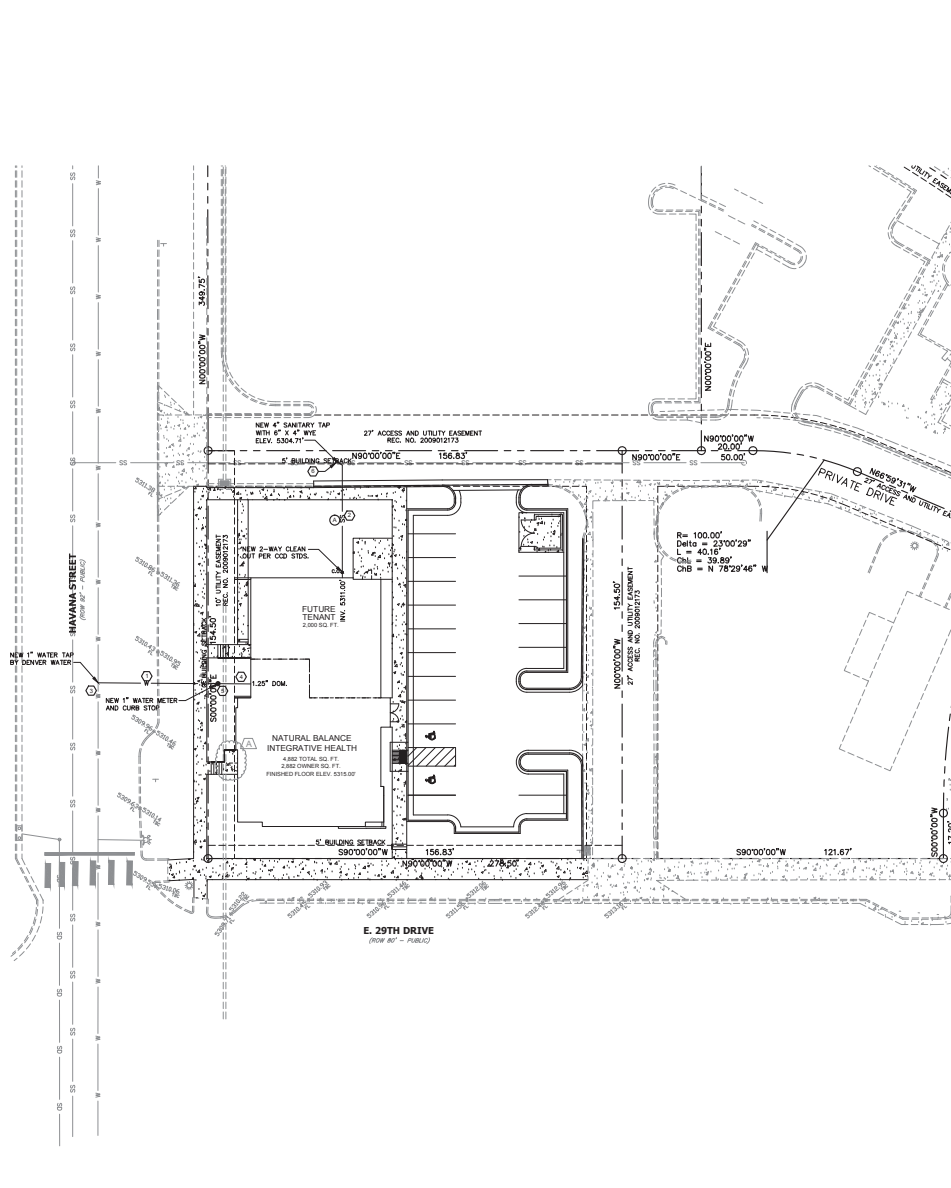 UTILITY EASEM
349.75'
N00°00'00"W
N00°00'00"E
NEW 4" SANITARY TAP
WITH 6" X 4" WYE
ELEV. 5304.71'
27' ACCESS AND UTILITY EASEMENT
REC. NO. 2009012173
N90°00'00"E 156.83'
5' BUILDING SETBACK
N90°00'00"W
20.00'
N90°00'00"E 50.00'
N66°59'31"W
27' ACCESS AND UTILITY EA
PRIVATE DRIVE
R= 100.00'
Delta = 23°00'29"
L = 40.16'
ChL = 39.89'
ChB = N 78°29'46" W
HAVANA STREET
(ROW 92' – PUBLIC)
10' UTILITY EASEMENT
REC. NO. 2009012173
NEW 2-WAY CLEAN
OUT PER CCD STDS.
INV. 5311.00'
FUTURE
TENANT
2,000 SQ. FT.
154.50'
S00°00'00"E
5' BUILDING SETBACK
N00°00'00"W 154.50'
27' ACCESS AND UTILITY EASEMENT
REC. NO. 2009012173
NEW 1" WATER TAP
BY DENVER WATER
NEW 1" WATER METER
AND CURB STOP
1.25" DOM.
NATURAL BALANCE
INTEGRATIVE HEALTH
4,882 TOTAL SQ. FT.
2,882 OWNER SQ. FT.
FINISHED FLOOR ELEV. 5315.00'
5' BUILDING SETBACK
S90°00'00"W 156.83'
N90°00'00"W 278.50'
S90°00'00"W 121.67'
S00°00'00"W
E. 29TH DRIVE
(ROW 80' – PUBLIC)